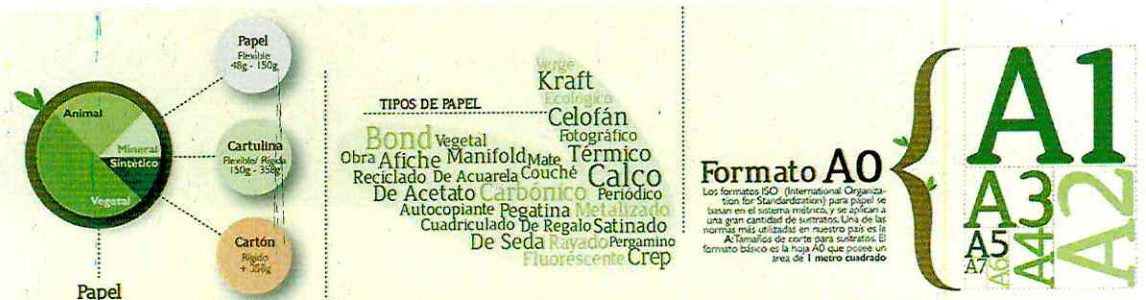 Animal
Mineral
Sintético
Vegetal
Papel
Flexible
48g - 150g
Cartulina
Flexible/ Rígida
150g - 358g
Cartón
Rígido
+ 358g
Papel
TIPOS DE PAPEL
Verge
Kraft
Ecológico
Celofán
Bond Vegetal Fotográfico
Obra Afiche Manifold Mate Térmico
Reciclado De Acuarela Couché Calco
De Acetato Carbónico Periódico
Autocopiante Pegatina Metalizado
Cuadriculado De Regalo Satinado
De Seda Rayado Pergamino
Fluorescente Crep
Formato A0
Los formatos ISO (International Organiza-
tion for Standardization) para papel se
basan en el sistema métrico, y se aplican a
una gran cantidad de sustratos. Una de las
normas más utilizadas en nuestro país es la
A:Tamaños de corte para sustratos. El
formato básico es la hoja A0 que posee un
área de 1 metro cuadrado
A1
A2
A3
A4
A5
A6
A7